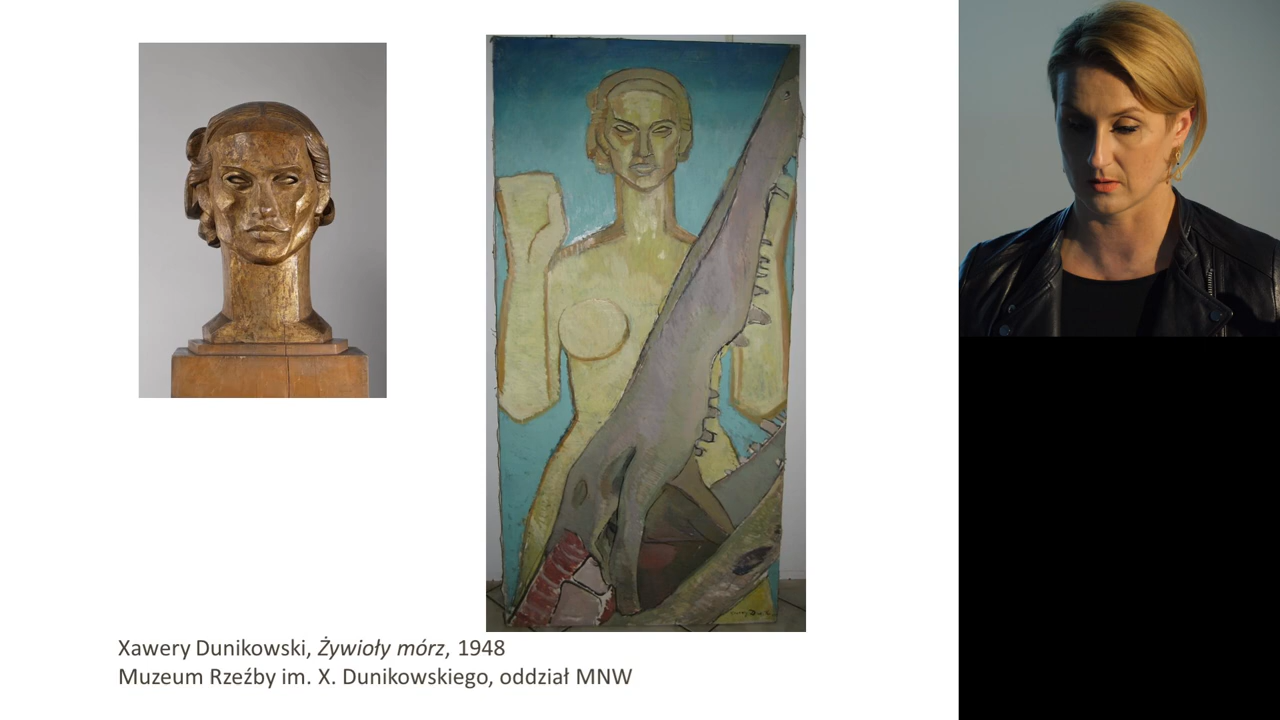 Xawery Dunikowski, Żywioły mórz, 1948
Muzeum Rzeźby im. X. Dunikowskiego, oddział MNW